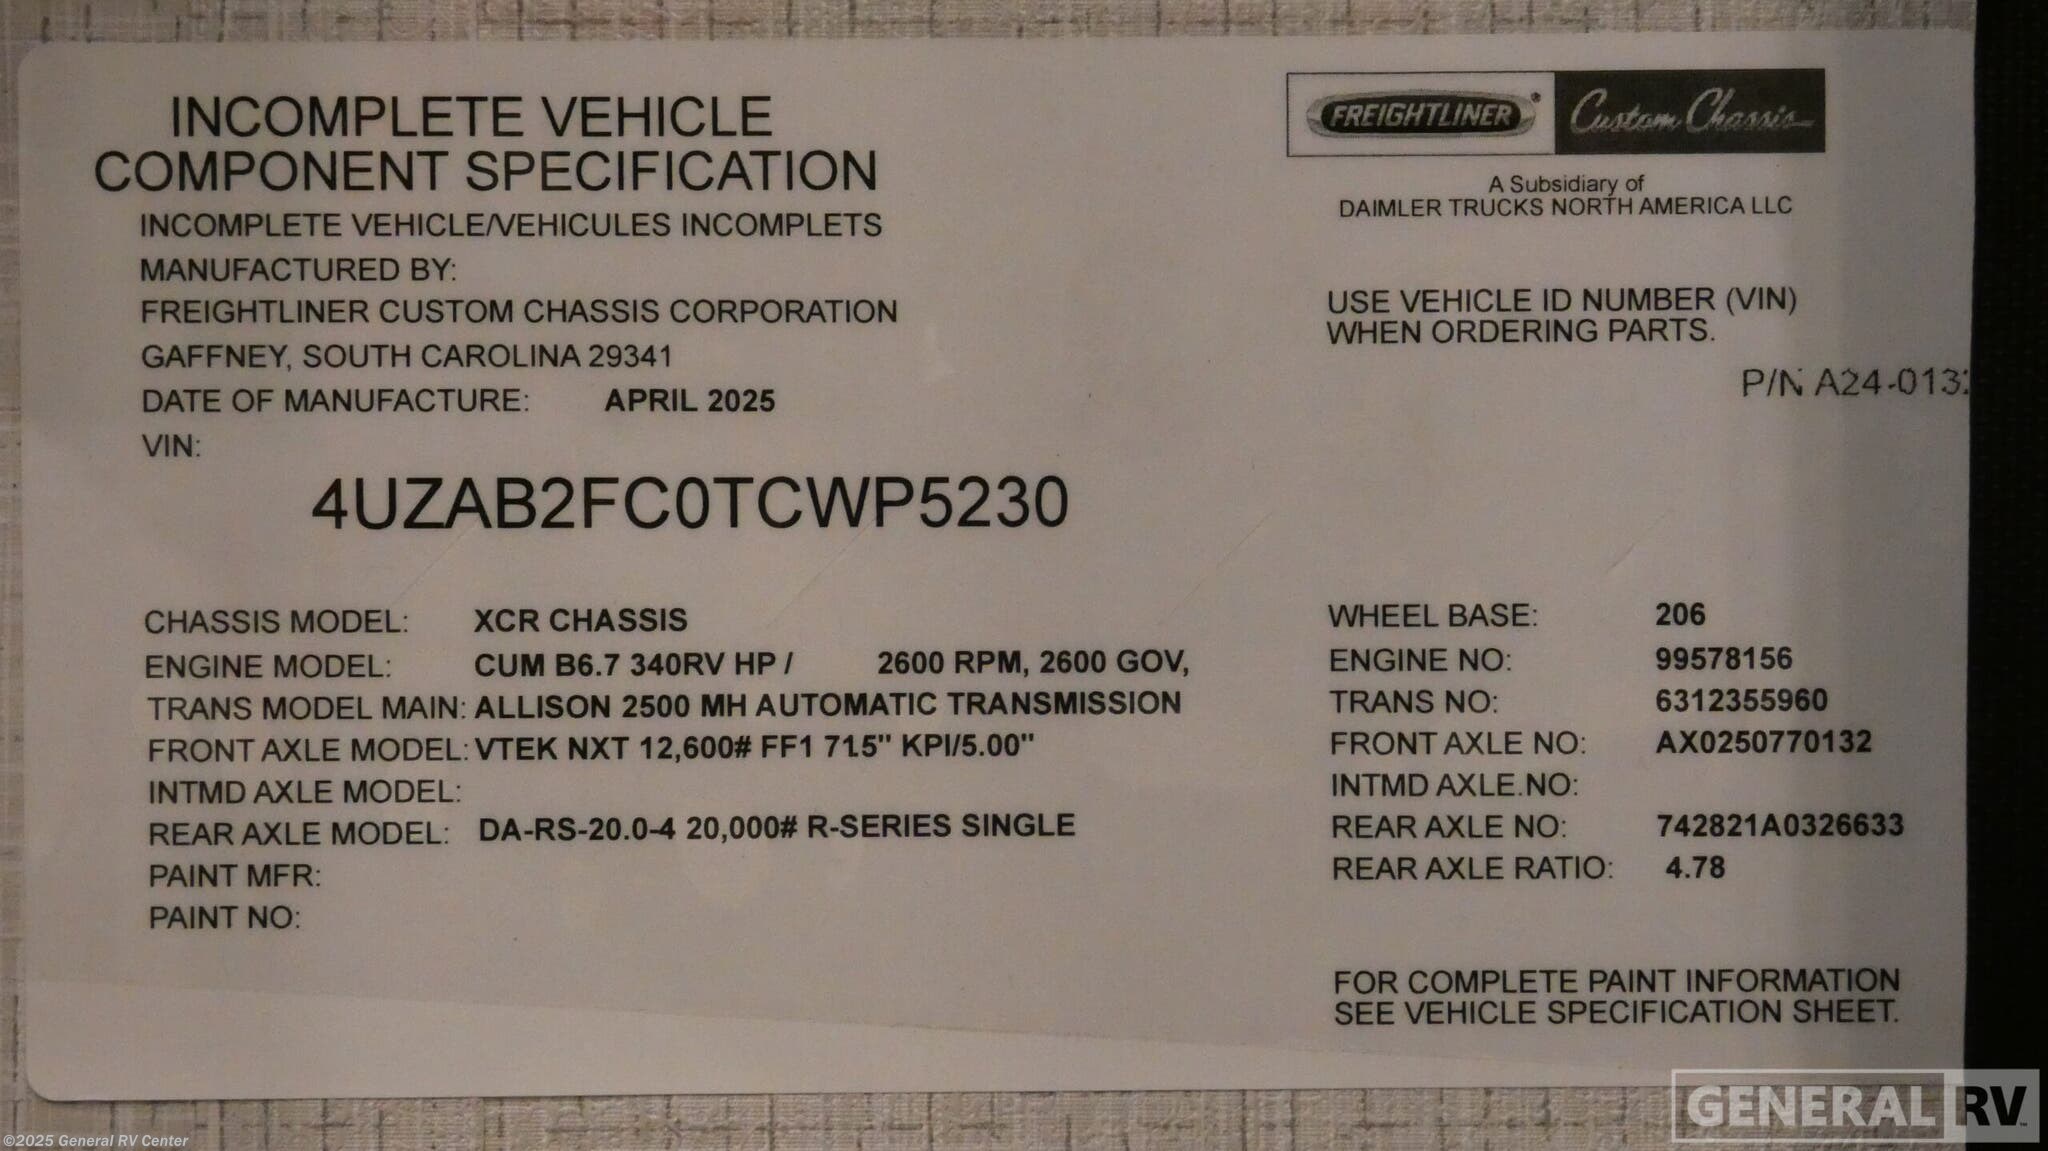 INCOMPLETE VEHICLE
COMPONENT SPECIFICATION
INCOMPLETE VEHICLE/VEHICULES INCOMPLETS
MANUFACTURED BY:
FREIGHTLINER CUSTOM CHASSIS CORPORATION
GAFFNEY, SOUTH CAROLINA 29341
DATE OF MANUFACTURE: APRIL 2025
VIN:
4UZAB2FC0TCWP5230
FREIGHTLINER® Custom Chassis
A Subsidiary of
DAIMLER TRUCKS NORTH AMERICA LLC
USE VEHICLE ID NUMBER (VIN)
WHEN ORDERING PARTS.
P/N
CHASSIS MODEL: XCR CHASSIS
ENGINE MODEL: CUM B6.7 340RV HP / 2600 RPM, 2600 GOV,
TRANS MODEL MAIN: ALLISON 2500 MH AUTOMATIC TRANSMISSION
FRONT AXLE MODEL: VTEK NXT 12,600# FF1 71.5" KPI/5.00"
INTMD AXLE MODEL:
REAR AXLE MODEL: DA-RS-20.0-4 20,000# R-SERIES SINGLE
PAINT MFR:
PAINT NO:
WHEEL BASE: 206
ENGINE NO: 99578156
TRANS NO: 6312355960
FRONT AXLE NO: AX0250770132
INTMD AXLE.NO:
REAR AXLE NO: 742821A0326633
REAR AXLE RATIO: 4.78
FOR COMPLETE PAINT INFORMATION
SEE VEHICLE SPECIFICATION SHEET.
GENERAL RV™
©2025 General RV Center